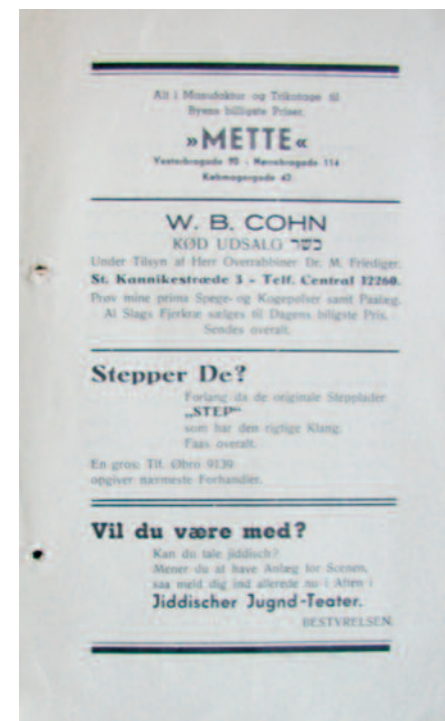 Alt i Manufaktur og Trikotage til
Byens billigste Priser.
»METTE«
Vesterbrogade 90 - Nørrebrogade 114
Købmagergade 42
W. B. COHN
KØD UDSALG כשר
Under Tilsyn af Herr Overrabbiner Dr. M. Friediger.
St. Kannikestræde 3 - Telf. Central 12260.
Prøv mine prima Spege- og Kogepølser samt Paalæg.
Al Slags Fjerkræ sælges til Dagens billigste Pris.
Sendes overalt.
Stepper De?
Forlang da de originale Stepplader
„STEP“
som har den rigtige Klang.
Faas overalt.
En gros: Tlf. Øbro 9139
opgiver nærmeste Forhandler.
Vil du være med?
Kan du tale jiddisch?
Mener du at have Anlæg for Scenen,
saa meld dig ind allerede nu i Aften i
Jiddischer Jugnd-Teater.
BESTYRELSEN.